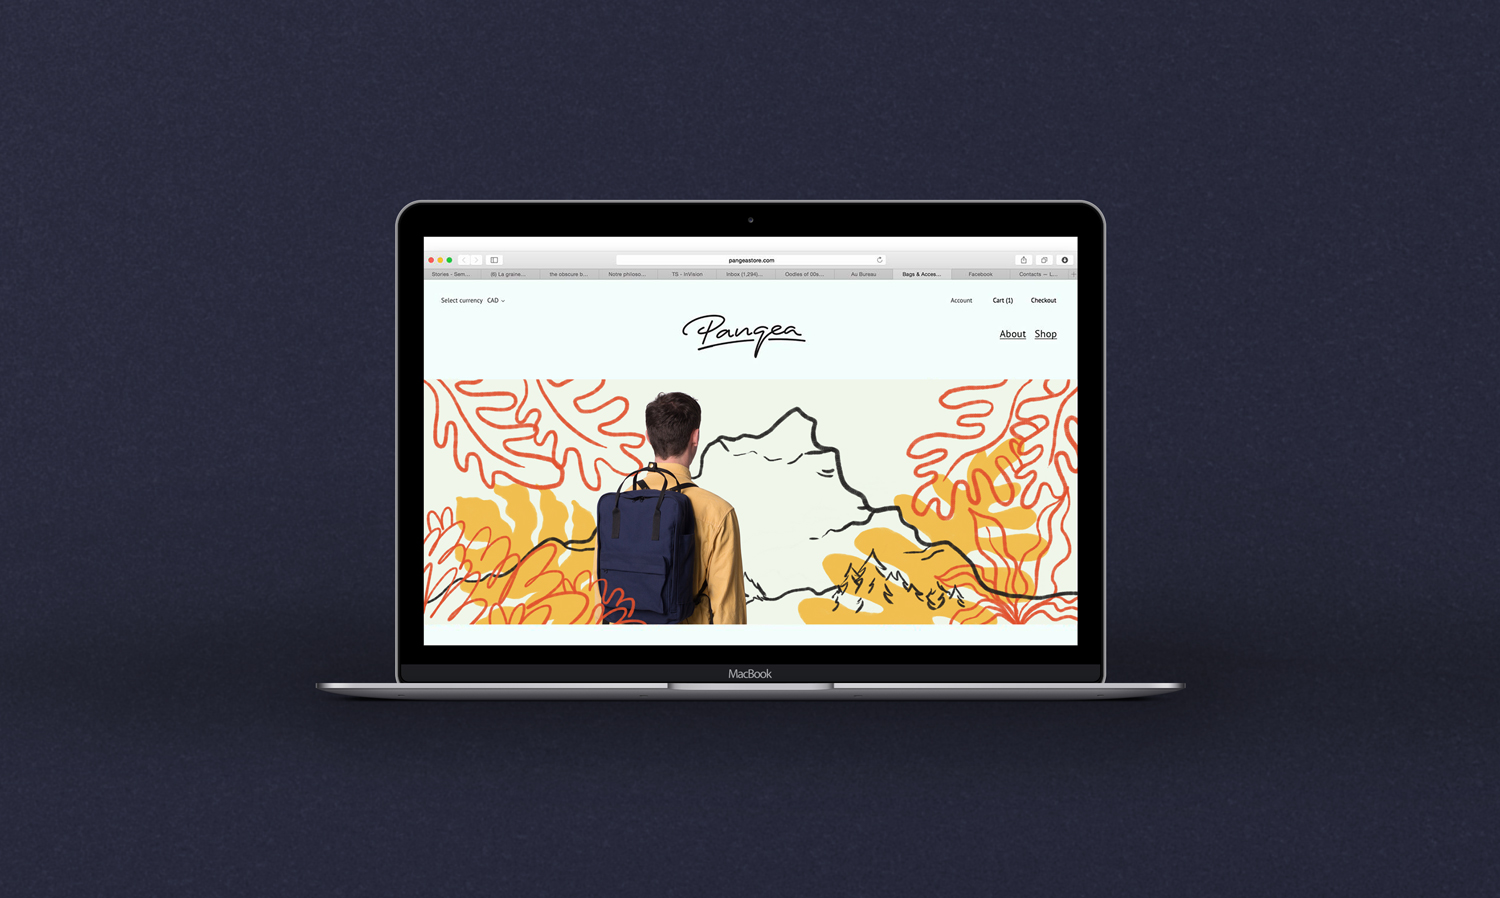 pangeastore.com
Stories - Sem...
(6) La graine...
the obscure b...
Notre philoso...
TS - InVision
Inbox (1,294)...
Oodies of 00s...
Au Bureau
Bags & Acces...
Facebook
Contacts — L...
Select currency CAD
Account
Cart (1)
Checkout
Pangea
About
Shop
MacBook